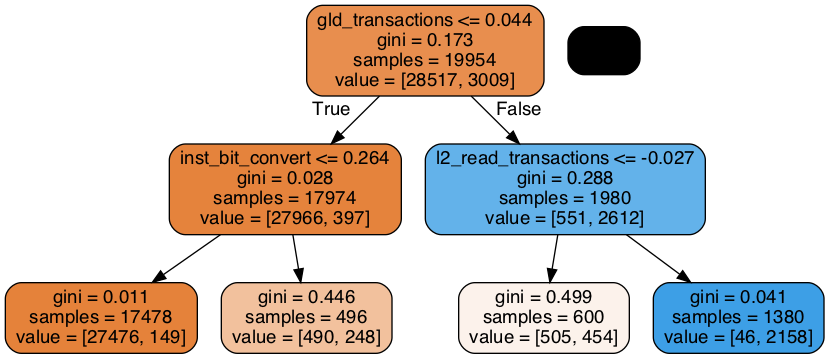 gld_transactions <= 0.044
gini = 0.173
samples = 19954
value = [28517, 3009]
True
False
inst_bit_convert <= 0.264
gini = 0.028
samples = 17974
value = [27966, 397]
l2_read_transactions <= -0.027
gini = 0.288
samples = 1980
value = [551, 2612]
gini = 0.011
samples = 17478
value = [27476, 149]
gini = 0.446
samples = 496
value = [490, 248]
gini = 0.499
samples = 600
value = [505, 454]
gini = 0.041
samples = 1380
value = [46, 2158]